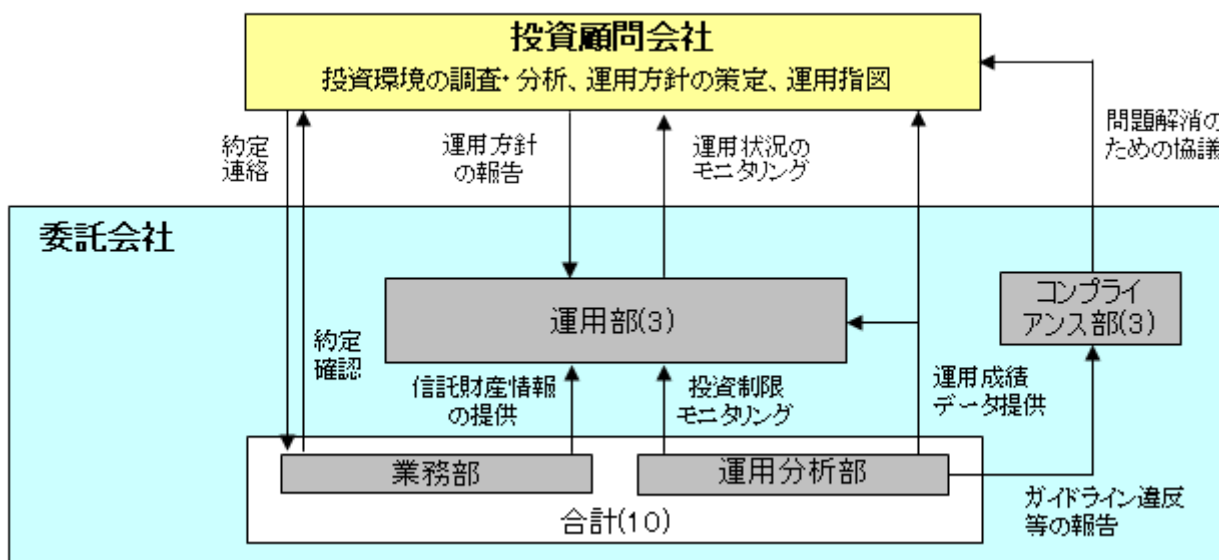 投資顧問会社
投資環境の調査・分析、運用方針の策定、運用指図
約定
連絡
運用方針
の報告
運用状況の
モニタリング
問題解消の
ための協議
委託会社
運用部(3)
コンプライ
アンス部(3)
約定
確認
信託財産情報
の提供
投資制限
モニタリング
運用成績
データ提供
業務部
運用分析部
合計(10)
ガイドライン違反
等の報告